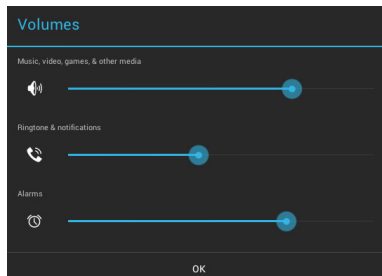 Volumes
Music, video, games, & other media
Ringtone & notifications
Alarms
OK